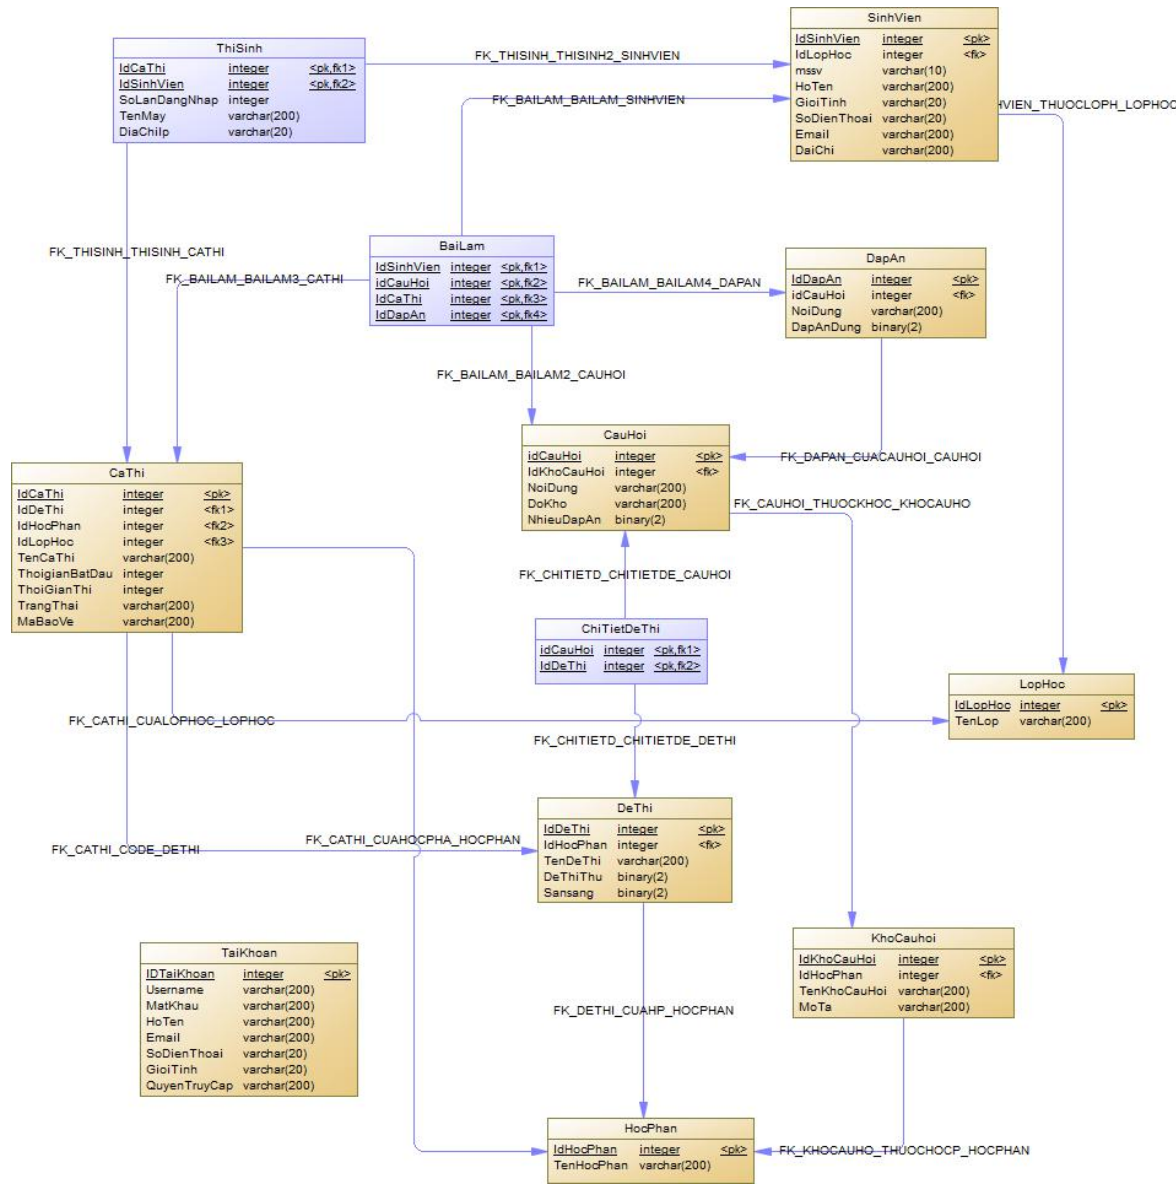 SinhVien
IdSinhVien integer <pk>
IdLopHoc integer <fk>
mssv varchar(10)
HoTen varchar(200)
GioiTinh varchar(20)
SoDienThoai varchar(20)
Email varchar(200)
DaiChi varchar(200)
ThiSinh
IdCaThi integer <pk,fk1>
IdSinhVien integer <pk,fk2>
SoLanDangNhap integer
TenMay varchar(200)
DiaChiIp varchar(20)
FK_THISINH_THISINH2_SINHVIEN
FK_BAILAM_BAILAM_SINHVIEN
HVIEN_THUOCLOPH_LOPHOC
FK_THISINH_THISINH_CATHI
BaiLam
IdSinhVien integer <pk,fk1>
idCauHoi integer <pk,fk2>
IdCaThi integer <pk,fk3>
IdDapAn integer <pk,fk4>
FK_BAILAM_BAILAM3_CATHI
FK_BAILAM_BAILAM4_DAPAN
DapAn
IdDapAn integer <pk>
idCauHoi integer <fk>
NoiDung varchar(200)
DapAnDung binary(2)
FK_BAILAM_BAILAM2_CAUHOI
CauHoi
idCauHoi integer <pk>
IdKhoCauHoi integer <fk>
NoiDung varchar(200)
DoKho varchar(200)
NhieuDapAn binary(2)
FK_DAPAN_CUACAUHOI_CAUHOI
CaThi
IdCaThi integer <pk>
IdDeThi integer <fk1>
IdHocPhan integer <fk2>
IdLopHoc integer <fk3>
TenCaThi varchar(200)
ThoigianBatDau integer
ThoiGianThi integer
TrangThai varchar(200)
MaBaoVe varchar(200)
FK_CAUHOI_THUOCKHOC_KHOCAUHO
FK_CHITIETD_CHITIETDE_CAUHOI
ChiTietDeThi
idCauHoi integer <pk,fk1>
IdDeThi integer <pk,fk2>
LopHoc
IdLopHoc integer <pk>
TenLop varchar(200)
FK_CATHI_CUALOPHOC_LOPHOC
FK_CHITIETD_CHITIETDE_DETHI
DeThi
IdDeThi integer <pk>
IdHocPhan integer <fk>
TenDeThi varchar(200)
DeThiThu binary(2)
Sansang binary(2)
FK_CATHI_CODE_DETHI
FK_CATHI_CUAHOCPHA_HOCPHAN
KhoCauhoi
IdKhoCauHoi integer <pk>
IdHocPhan integer <fk>
TenKhoCauHoi varchar(200)
MoTa varchar(200)
TaiKhoan
IDTaiKhoan integer <pk>
Username varchar(200)
MatKhau varchar(200)
HoTen varchar(200)
Email varchar(200)
SoDienThoai varchar(20)
GioiTinh varchar(20)
QuyenTruyCap varchar(200)
FK_DETHI_CUAHP_HOCPHAN
HocPhan
IdHocPhan integer <pk>
TenHocPhan varchar(200)
FK_KHOCAUHO_THUOCHOCP_HOCPHAN